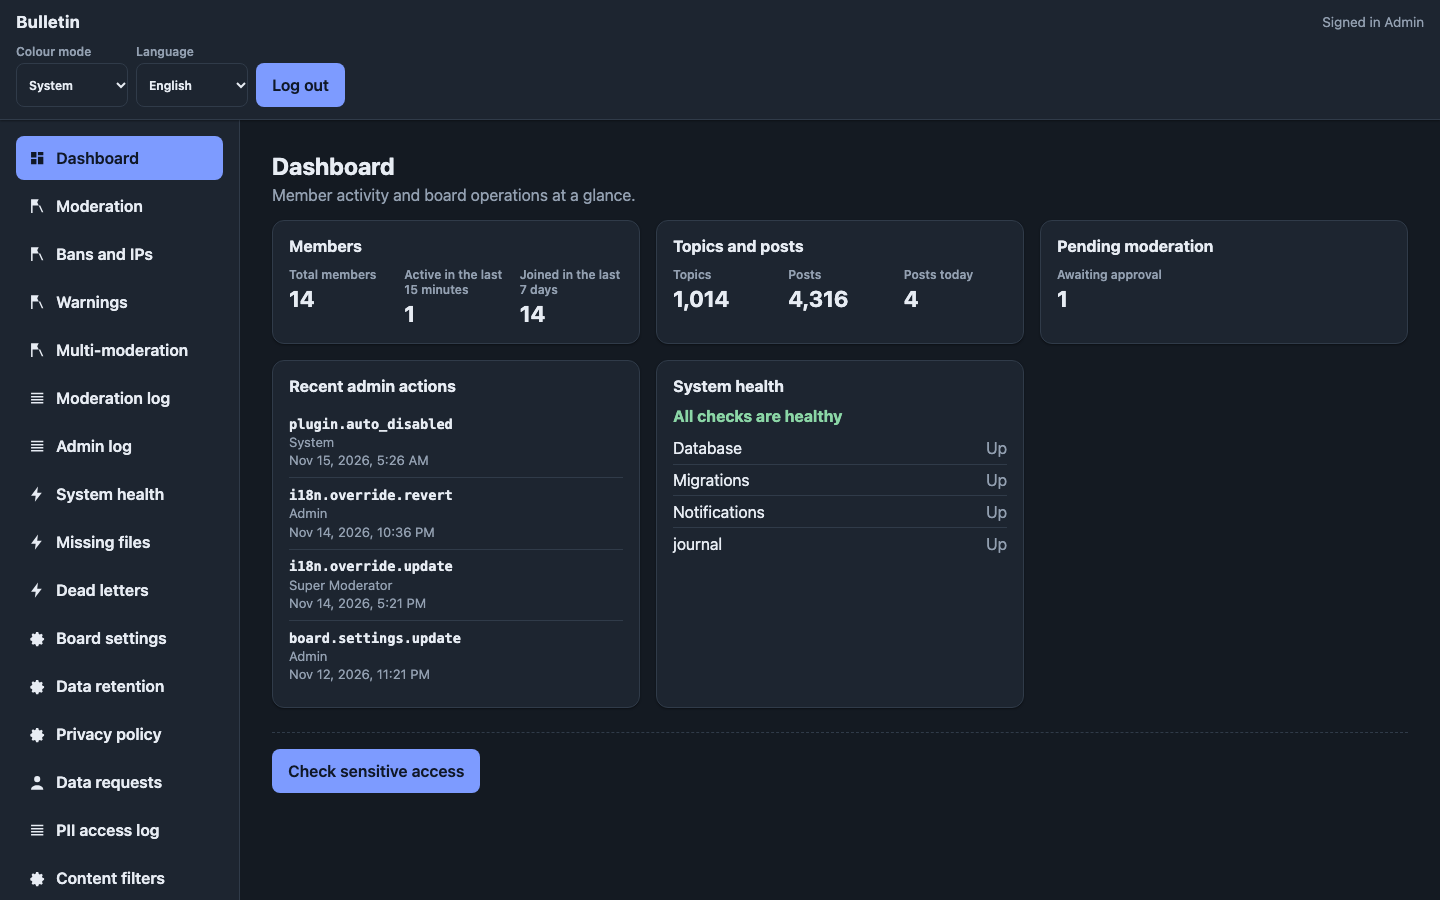 Bulletin
Signed in Admin
Colour mode
Language
System
English
Log out
Dashboard
Moderation
Bans and IPs
Warnings
Multi-moderation
Moderation log
Admin log
System health
Missing files
Dead letters
Board settings
Data retention
Privacy policy
Data requests
PII access log
Content filters
Dashboard
Member activity and board operations at a glance.
Members
Total members
14
Active in the last
15 minutes
1
Joined in the last
7 days
14
Topics and posts
Topics
1,014
Posts
4,316
Posts today
4
Pending moderation
Awaiting approval
1
Recent admin actions
plugin.auto_disabled
System
Nov 15, 2026, 5:26 AM
i18n.override.revert
Admin
Nov 14, 2026, 10:36 PM
i18n.override.update
Super Moderator
Nov 14, 2026, 5:21 PM
board.settings.update
Admin
Nov 12, 2026, 11:21 PM
System health
All checks are healthy
Database Up
Migrations Up
Notifications Up
journal Up
Check sensitive access